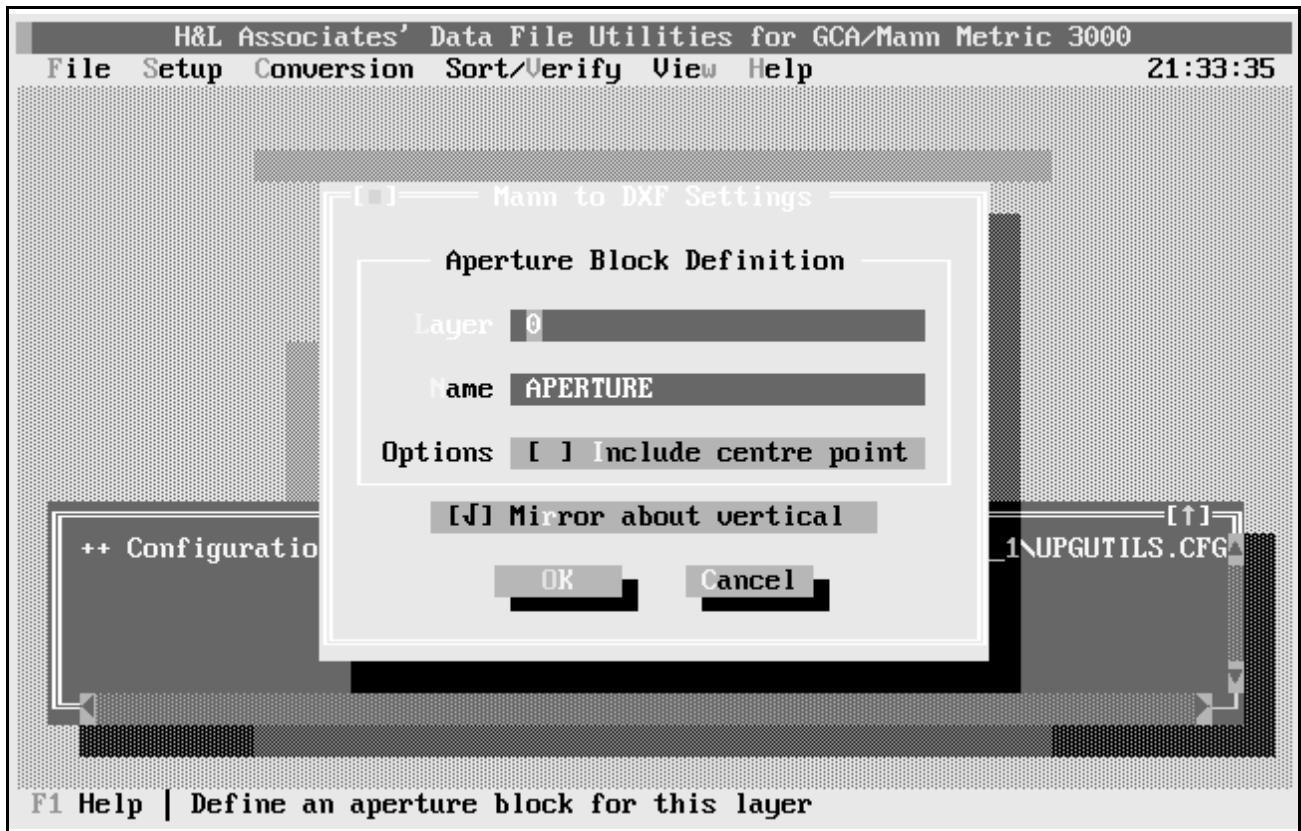 H&L Associates' Data File Utilities for GCA/Mann Metric 3000
File Setup Conversion Sort/Verify View Help 21:33:35
[■] Mann to DXF Settings
Aperture Block Definition
Layer 0
Name APERTURE
Options [ ] Include centre point
[√] Mirror about vertical
[↑]
++ Configuratio _1\UPGUTILS.CFG
OK Cancel
F1 Help | Define an aperture block for this layer